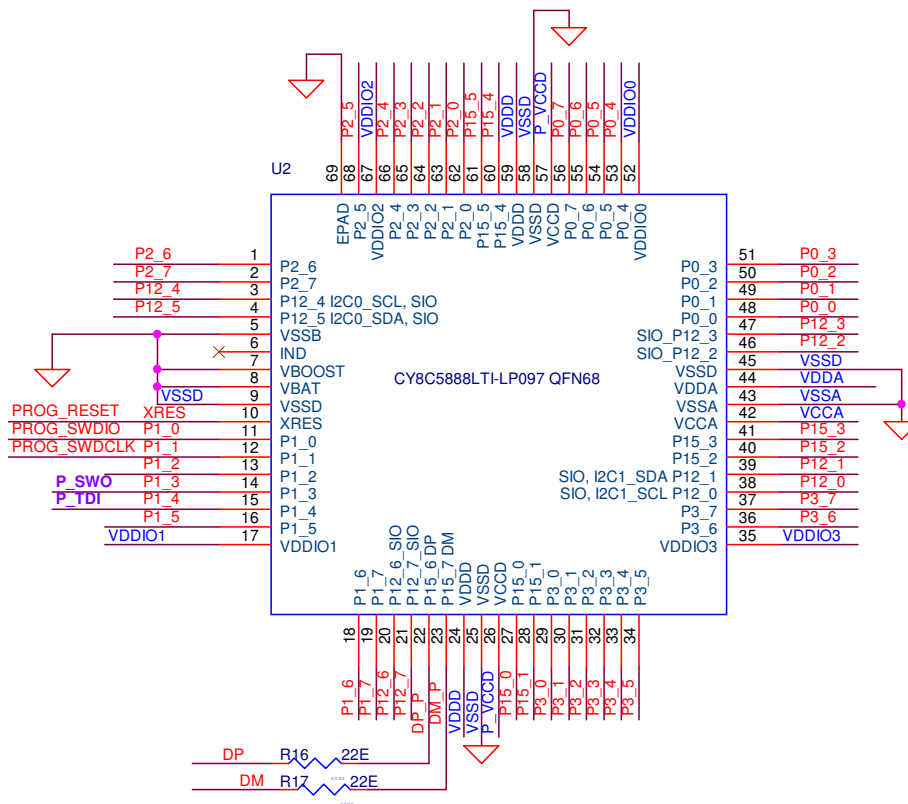 U2
69 68 67 66 65 64 63 62 61 60 59 58 57 56 55 54 53 52
P2_5 VDDIO2 P2_4 P2_3 P2_2 P2_1 P2_0 P15_5 P15_4 VDDD VSSD P_VCCD P0_7 P0_6 P0_5 P0_4 VDDIO0
EPAD P2_5 VDDIO2 P2_4 P2_3 P2_2 P2_1 P2_0 P15_5 P15_4 VDDD VSSD VCCD P0_7 P0_6 P0_5 P0_4 VDDIO0
P2_6 1 P2_6
P2_7 2 P2_7
P12_4 3 P12_4 I2C0_SCL, SIO
P12_5 4 P12_5 I2C0_SDA, SIO
5 VSSB
6 IND
7 VBOOST
8 VBAT
VSSD 9 VSSD
PROG_RESET XRES 10 XRES
PROG_SWDIO P1_0 11 P1_0
PROG_SWDCLK P1_1 12 P1_1
P1_2 13 P1_2
P_SWO P1_3 14 P1_3
P_TDI P1_4 15 P1_4
P1_5 16 P1_5
VDDIO1 17 VDDIO1
CY8C5888LTI-LP097 QFN68
P0_3 51 P0_3
P0_2 50 P0_2
P0_1 49 P0_1
P0_0 48 P0_0
SIO_P12_3 47 P12_3
SIO_P12_2 46 P12_2
VSSD 45 VSSD
VDDA 44 VDDA
VSSA 43 VSSA
VCCA 42 VCCA
P15_3 41 P15_3
P15_2 40 P15_2
SIO, I2C1_SDA P12_1 39 P12_1
SIO, I2C1_SCL P12_0 38 P12_0
P3_7 37 P3_7
P3_6 36 P3_6
VDDIO3 35 VDDIO3
P1_6 P1_7 P12_6_SIO P12_7_SIO P15_6 DP P15_7 DM VDDD VSSD VCCD P15_0 P15_1 P3_0 P3_1 P3_2 P3_3 P3_4 P3_5
18 19 20 21 22 23 24 25 26 27 28 29 30 31 32 33 34
P1_6 P1_7 P12_6 P12_7 DP_P DM_P VDDD VSSD P_VCCD P15_0 P15_1 P3_0 P3_1 P3_2 P3_3 P3_4 P3_5
DP R16 22E
DM R17 22E